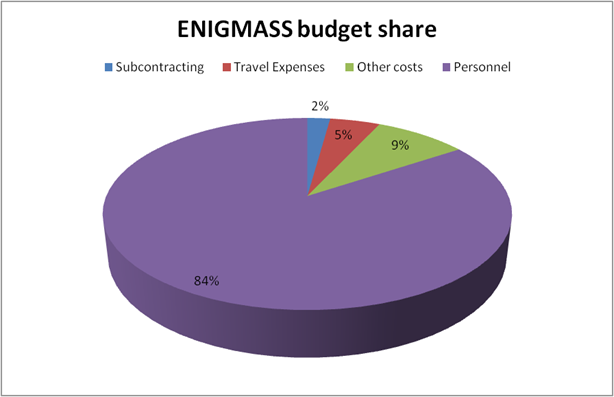 ENIGMASS budget share
Subcontracting Travel Expenses Other costs Personnel
2%
5%
9%
84%